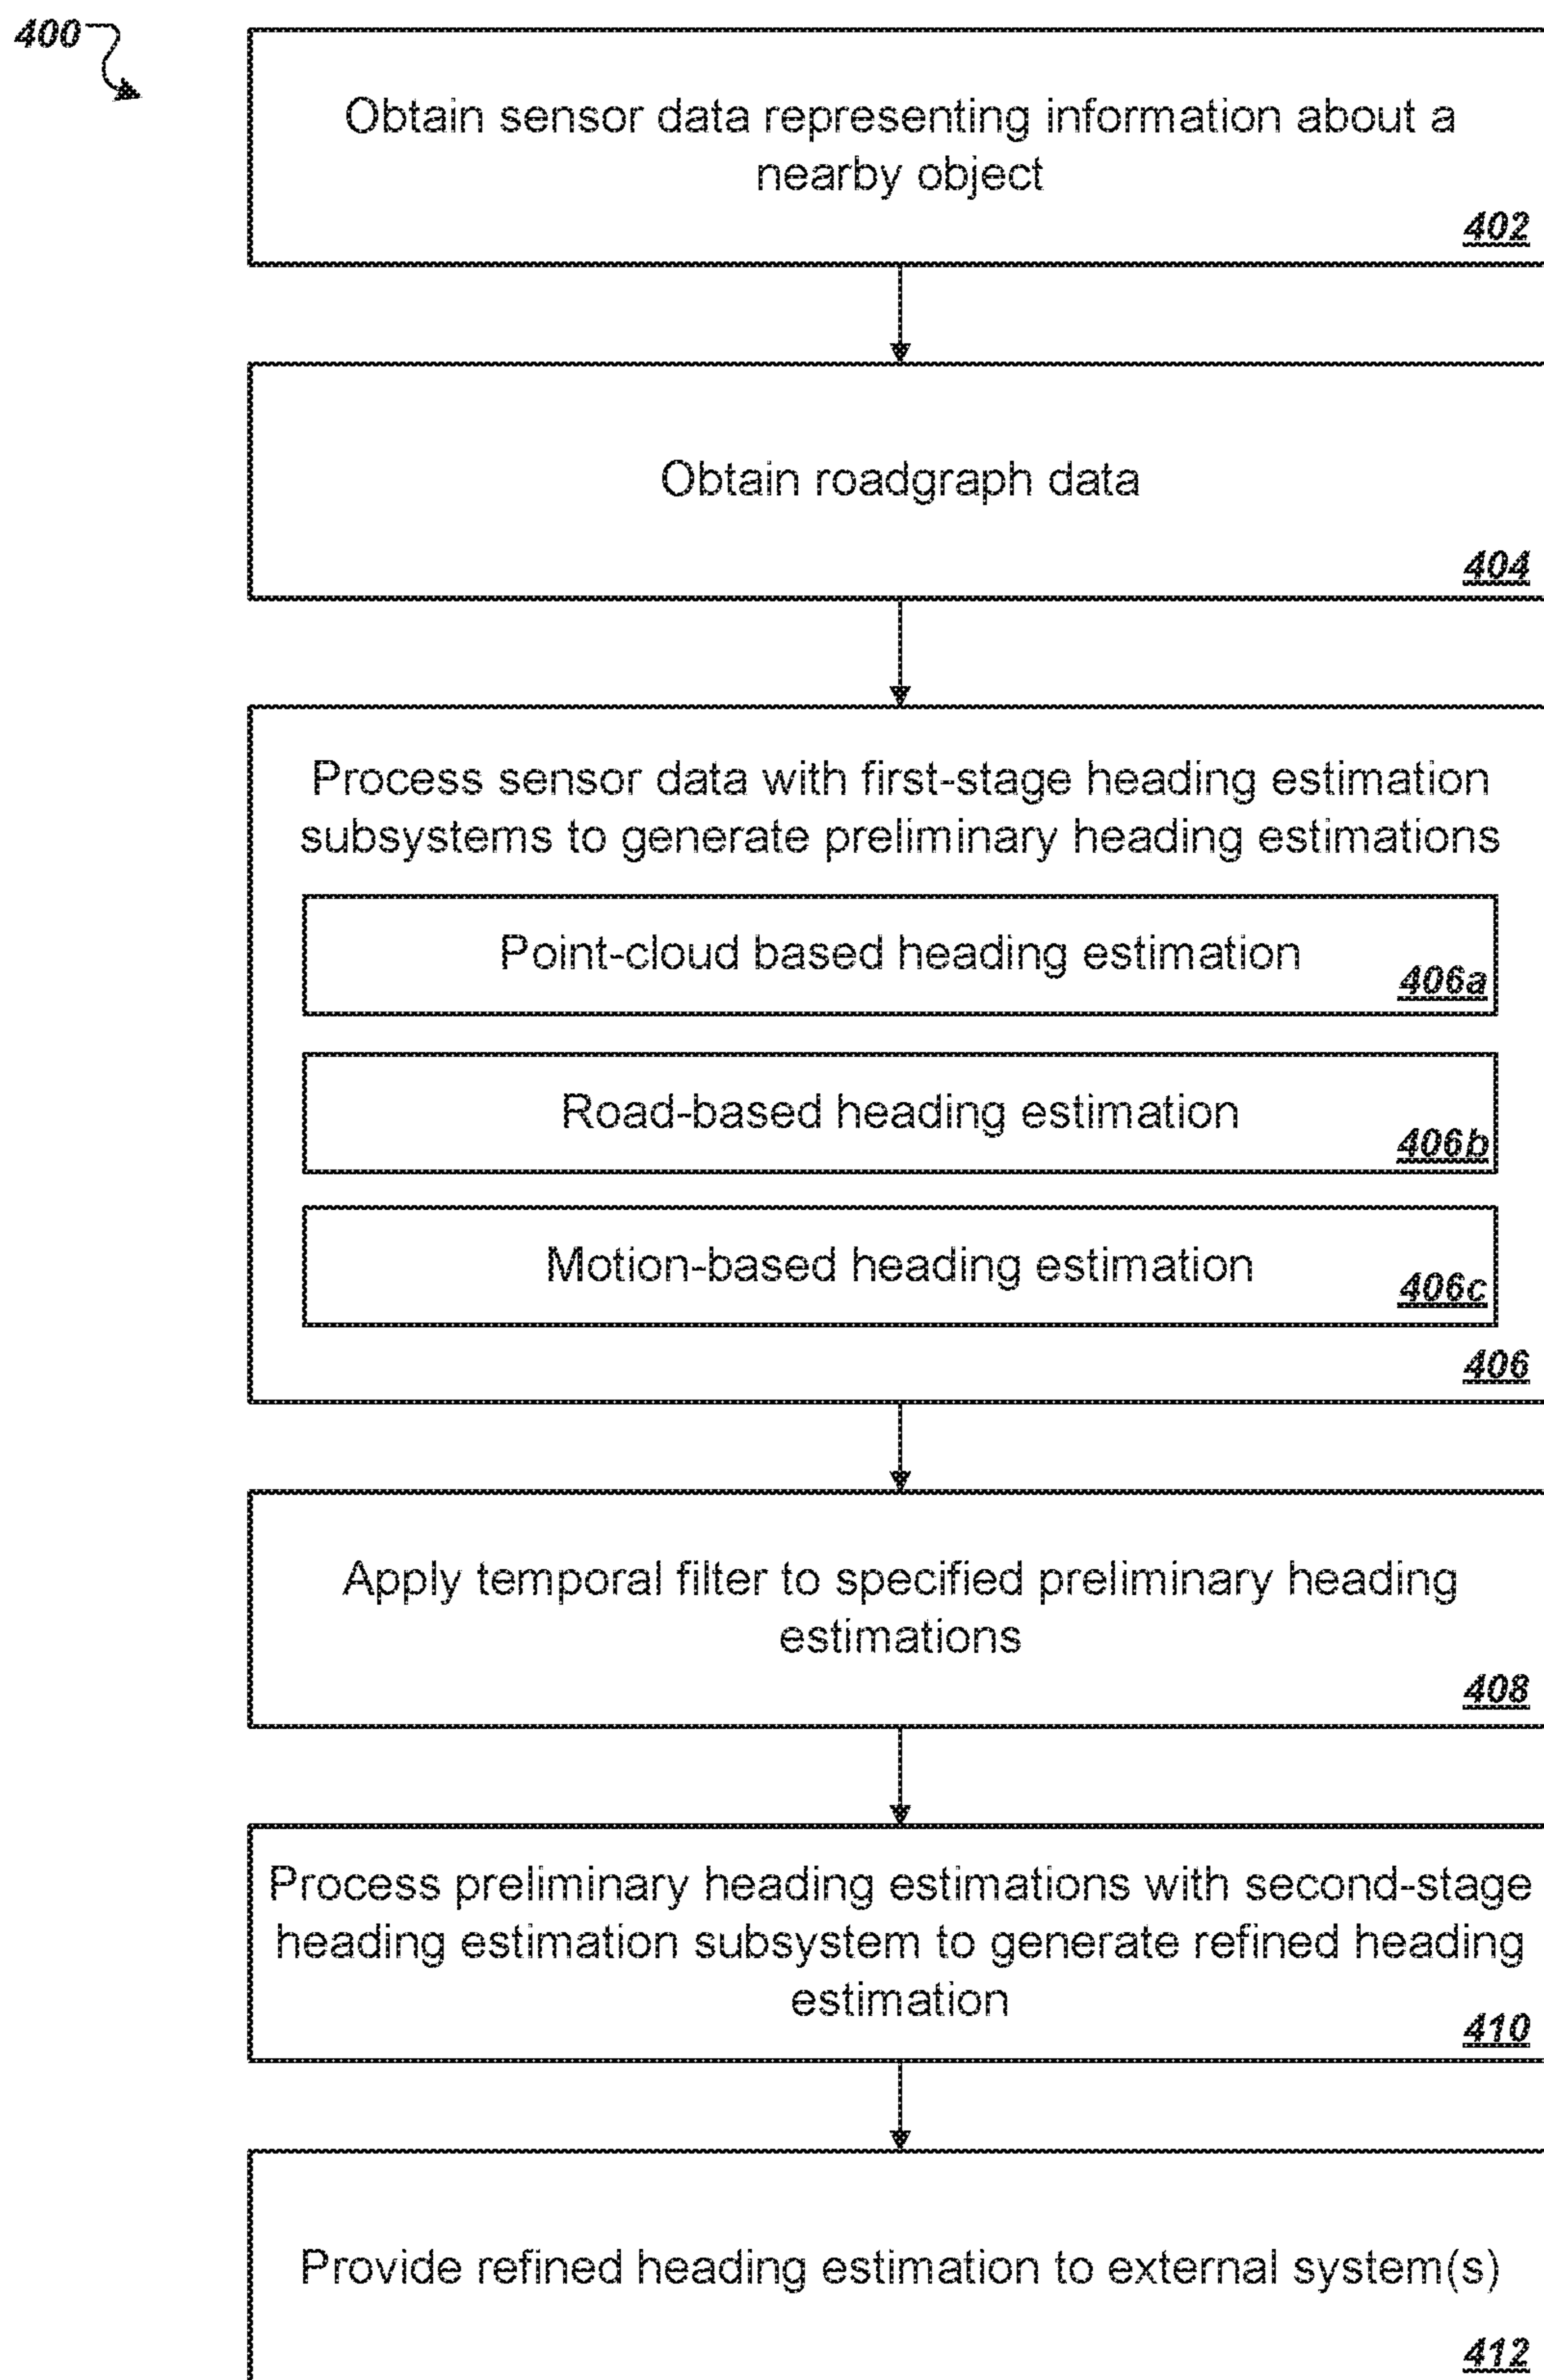 400
Obtain sensor data representing information about a
nearby object
402
Obtain roadgraph data
404
Process sensor data with first-stage heading estimation
subsystems to generate preliminary heading estimations
Point-cloud based heading estimation
406a
Road-based heading estimation
406b
Motion-based heading estimation
406c
406
Apply temporal filter to specified preliminary heading
estimations
408
Process preliminary heading estimations with second-stage
heading estimation subsystem to generate refined heading
estimation
410
Provide refined heading estimation to external system(s)
412